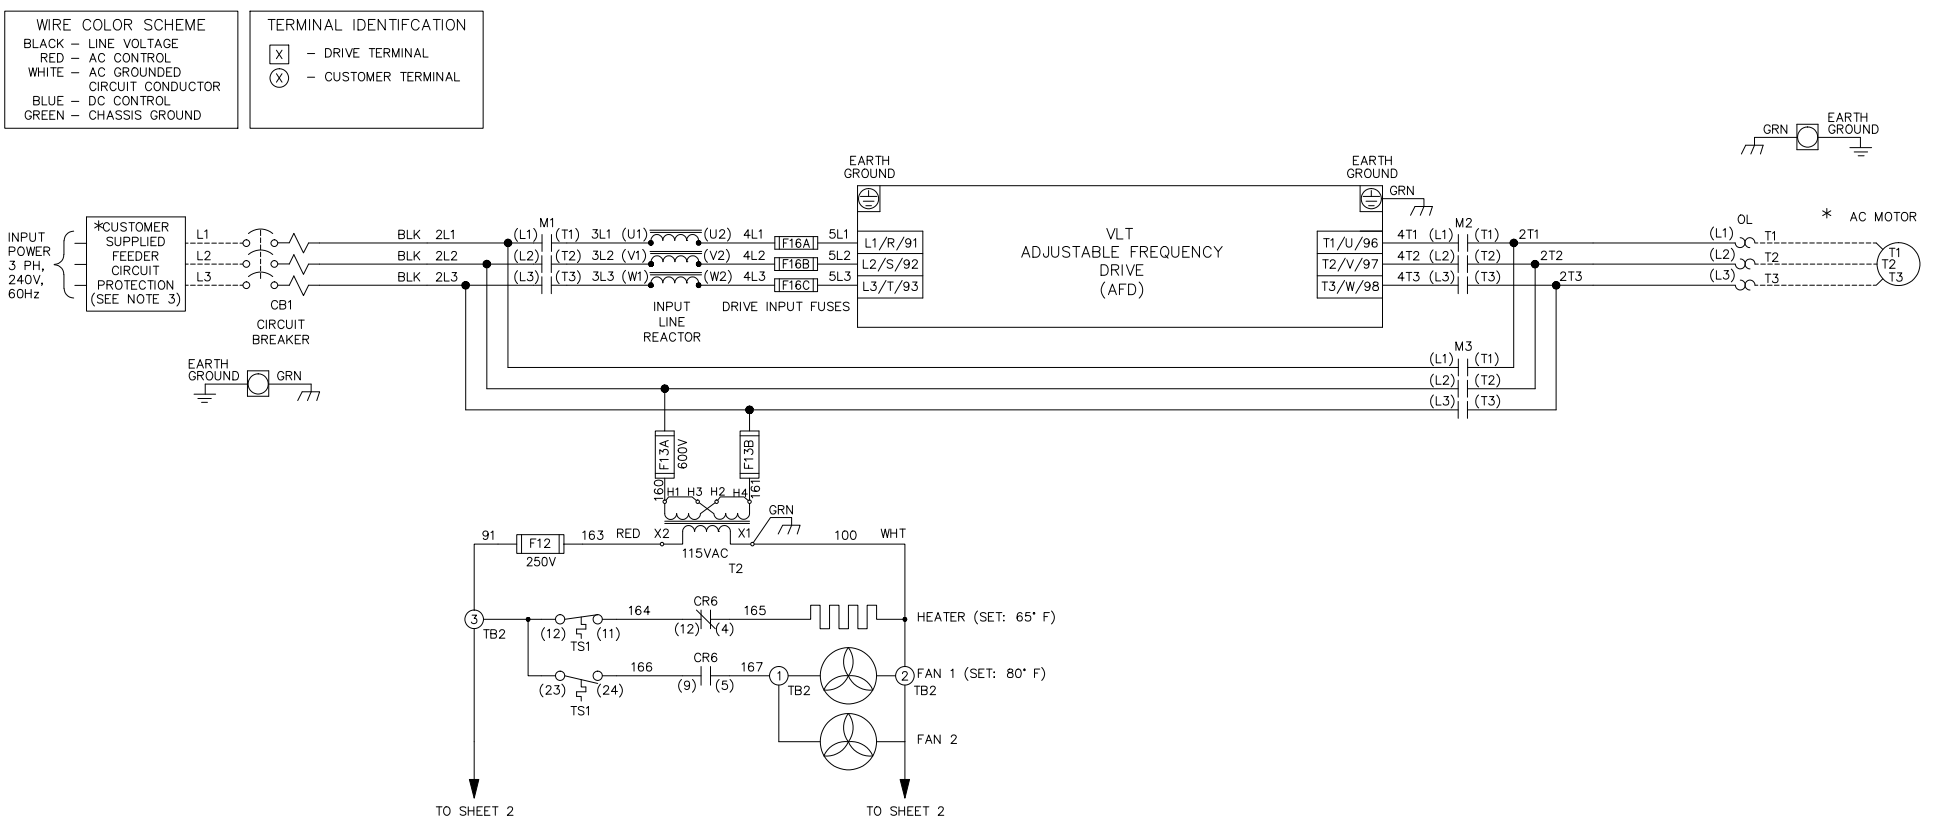 WIRE COLOR SCHEME
BLACK – LINE VOLTAGE
RED – AC CONTROL
WHITE – AC GROUNDED
CIRCUIT CONDUCTOR
BLUE – DC CONTROL
GREEN – CHASSIS GROUND
TERMINAL IDENTIFCATION
X – DRIVE TERMINAL
X – CUSTOMER TERMINAL
GRN
EARTH
GROUND
INPUT
POWER
3 PH,
240V,
60Hz
*CUSTOMER
SUPPLIED
FEEDER
CIRCUIT
PROTECTION
(SEE NOTE 3)
L1
L2
L3
CB1
CIRCUIT
BREAKER
EARTH
GROUND
GRN
BLK 2L1
BLK 2L2
BLK 2L3
M1
(L1) (T1) 3L1 (U1) (U2) 4L1 F16A 5L1
(L2) (T2) 3L2 (V1) (V2) 4L2 F16B 5L2
(L3) (T3) 3L3 (W1) (W2) 4L3 F16C 5L3
INPUT
LINE
REACTOR
DRIVE INPUT FUSES
EARTH
GROUND
L1/R/91
L2/S/92
L3/T/93
VLT
ADJUSTABLE FREQUENCY
DRIVE
(AFD)
EARTH
GROUND
GRN
T1/U/96
T2/V/97
T3/W/98
M2
4T1 (L1) (T1) 2T1
4T2 (L2) (T2) 2T2
4T3 (L3) (T3) 2T3
OL
(L1) T1
(L2) T2
(L3) T3
* AC MOTOR
T1
T2
T3
M3
(L1) (T1)
(L2) (T2)
(L3) (T3)
F13A
600V
F13B
160
161
H1 H3 H2 H4
GRN
91
F12
250V
163
RED
X2
X1
115VAC
T2
100
WHT
3
TB2
(12) (11)
TS1
164
CR6
(12) (4)
165
HEATER (SET: 65° F)
(23) (24)
TS1
166
CR6
(9) (5)
167
1
TB2
2
TB2
FAN 1 (SET: 80° F)
FAN 2
TO SHEET 2
TO SHEET 2